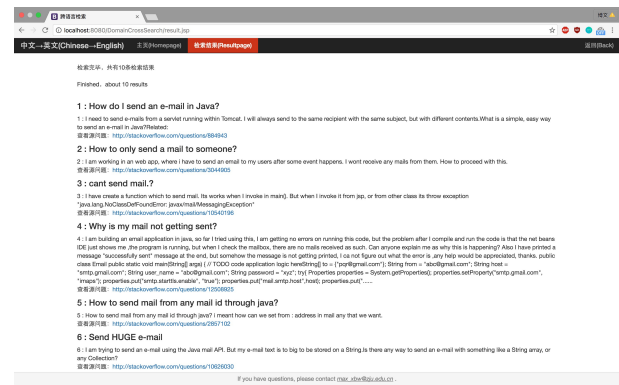 跨语言检索
localhost:8080/DomainCrossSearch/result.jsp
中文→英文(Chinese→English) 主页(Homepage) 检索结果(Resultpage) 返回(Back)
检索完毕，共有10条检索结果
Finished，about 10 results
1 : How do I send an e-mail in Java?
1 : I need to send e-mails from a servlet running within Tomcat. I will always send to the same recipient with the same subject, but with different contents.What is a simple, easy way
to send an e-mail in Java?Related:
查看源问题：http://stackoverflow.com/questions/884943
2 : How to only send a mail to someone?
2 : I am working in an web app, where i have to send an email to my users after some event happens. I wont receive any mails from them. How to proceed with this.
查看源问题：http://stackoverflow.com/questions/3044905
3 : cant send mail.?
3 : I have create a function which to send mail. Its works when I invoke in main(). But when I invoke it from jsp, or from other class its throw exception
"java.lang.NoClassDefFoundError: javax/mail/MessagingException"
查看源问题：http://stackoverflow.com/questions/10540196
4 : Why is my mail not getting sent?
4 : I am building an email application in java, so far I tried using this, I am getting no errors on running this code, but the problem after I compile and run the code is that the net beans
IDE just shows me ,the program is running, but when I check the mailbox, there are no mails received as such. Can anyone explain me as why this is happening? Also I have printed a
message "successfully sent" message at the end, but somehow the message is not getting printed, I ca not figure out what the error is ,any help would be appreciated, thanks. public
class Email public static void main(String[] args) { // TODO code application logic hereString[] to = {"pqr@gmail.com"}; String from = "abc@gmail.com"; String host =
"smtp.gmail.com"; String user_name = "abc@gmail.com"; String password = "xyz"; try{ Properties properties = System.getProperties(); properties.setProperty("smtp.gmail.com",
"imaps"); properties.put("smtp.starttls.enable", "true"); properties.put("mail.smtp.host",host); properties.put("......
查看源问题：http://stackoverflow.com/questions/12508925
5 : How to send mail from any mail id through java?
5 : How to send mail from any mail id through java? i meant how can we set from : address in mail any that we want.
查看源问题：http://stackoverflow.com/questions/2857102
6 : Send HUGE e-mail
6 : I am trying to send an e-mail using the Java mail API. But my e-mail text is to big to be stored on a String.Is there any way to send an e-mail with something like a String array, or
any Collection?
查看源问题：http://stackoverflow.com/questions/10626030
If you have questions, please contact max_xbw@zju.edu.cn .